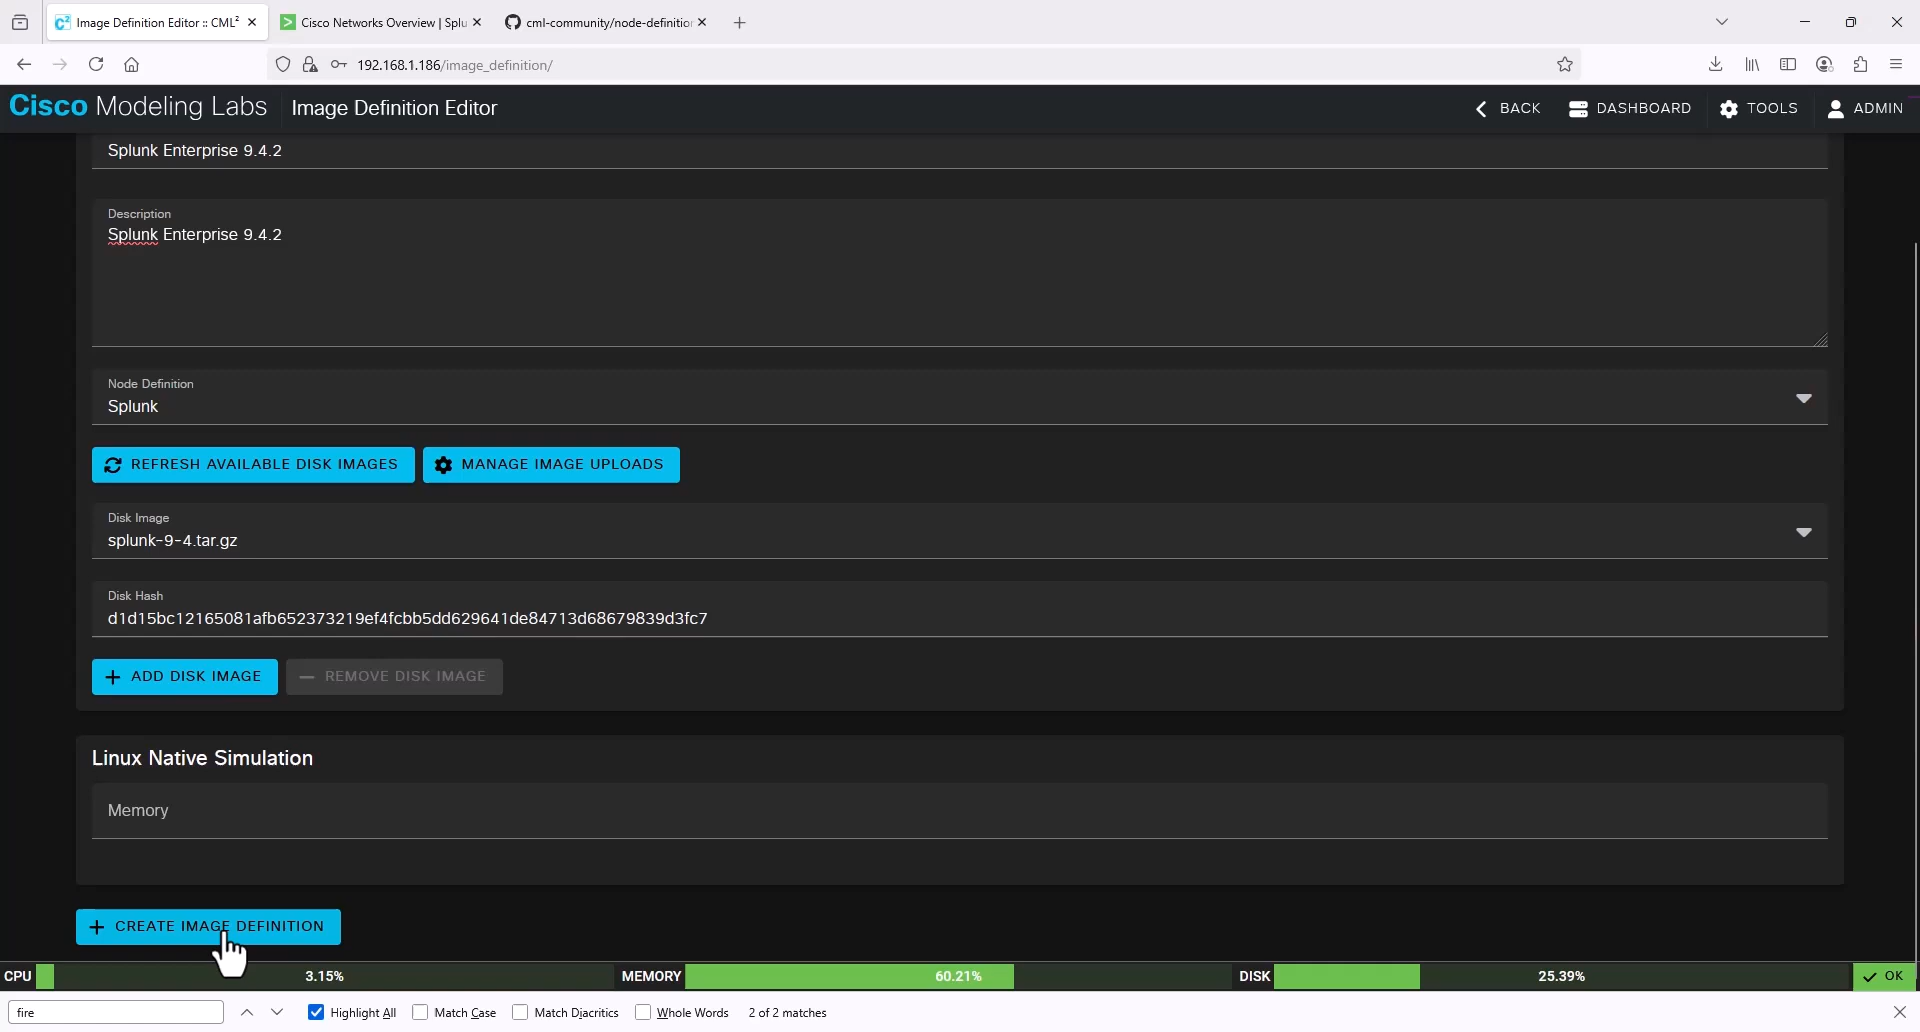 Image Definition Editor :: CML²
Cisco Networks Overview | Splu
cml-community/node-definition
192.168.1.186/image_definition/
Cisco Modeling Labs
Image Definition Editor
BACK
DASHBOARD
TOOLS
ADMIN
Splunk Enterprise 9.4.2
Description
Splunk Enterprise 9.4.2
Node Definition
Splunk
REFRESH AVAILABLE DISK IMAGES
MANAGE IMAGE UPLOADS
Disk Image
splunk-9-4.tar.gz
Disk Hash
d1d15bc12165081afb652373219ef4fcbb5dd629641de84713d68679839d3fc7
ADD DISK IMAGE
REMOVE DISK IMAGE
Linux Native Simulation
Memory
CREATE IMAGE DEFINITION
CPU 3.15%
MEMORY 60.21%
DISK 25.39%
OK
fire
Highlight All
Match Case
Match Diacritics
Whole Words
2 of 2 matches